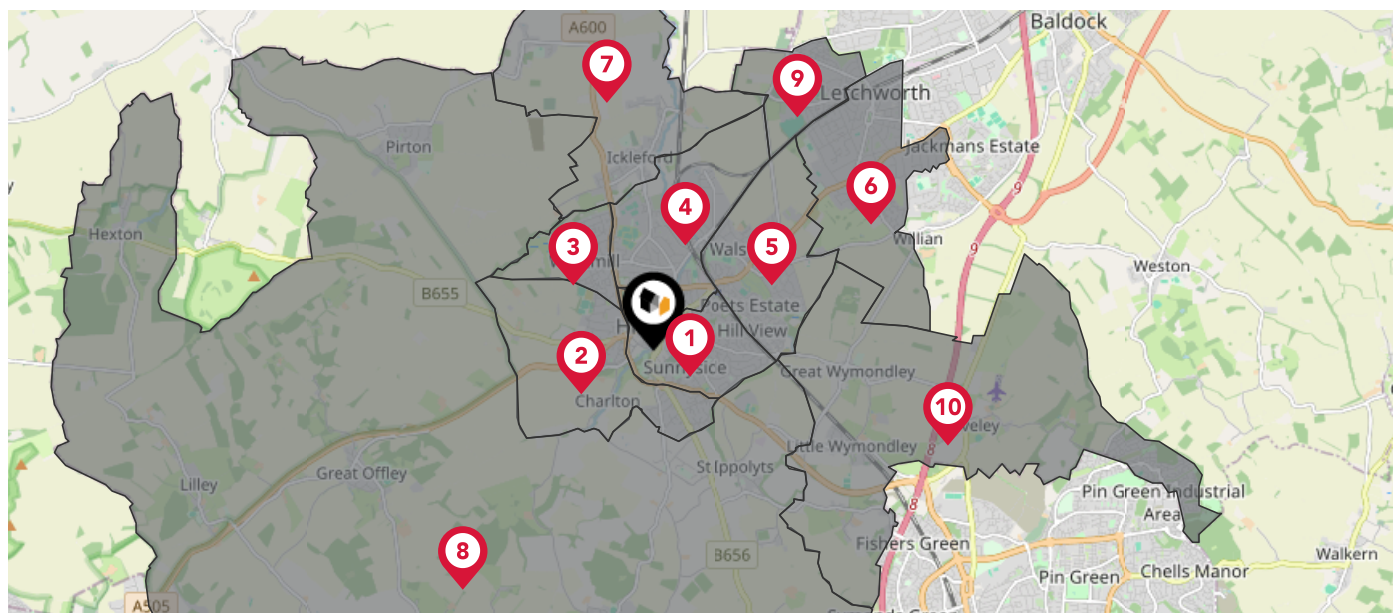 Baldock
A600
7
9
Letchworth
Pirton
Ickleford
Jackmans Estate
6
9
4
Hexton
3
5
Willian
9
Weston
B655
Poets Estate
1
Hill View
2
Sunnyside
Great Wymondley
Charlton
10
Little Wymondley
8
St Ippolyts
Great Offley
Lilley
Pin Green Industrial
Area
8
8
B656
Fishers Green
Walkern
Pin Green
Chells Manor
A505